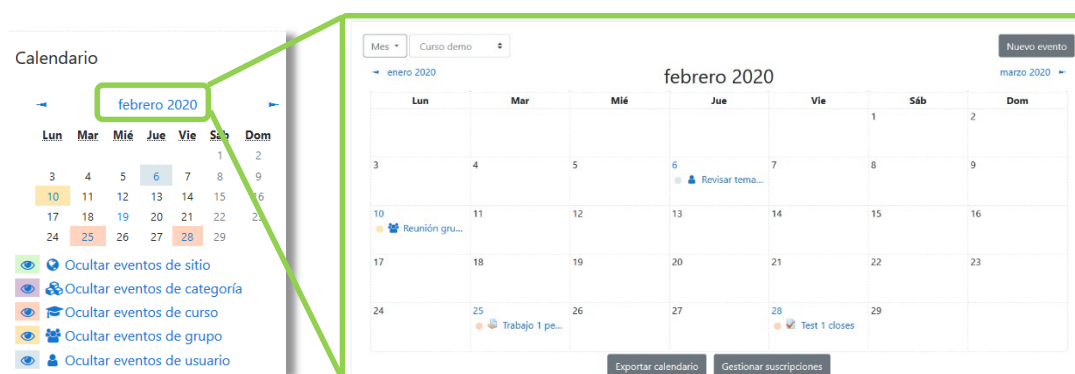 Calendario
febrero 2020
Lun Mar Mié Jue Vie Sáb Dom
1 2
3 4 5 6 7 8 9
10 11 12 13 14 15 16
17 18 19 20 21 22 23
24 25 26 27 28 29
Ocultar eventos de sitio
Ocultar eventos de categoría
Ocultar eventos de curso
Ocultar eventos de grupo
Ocultar eventos de usuario
Mes Curso demo Nuevo evento
enero 2020 febrero 2020 marzo 2020
Lun Mar Mié Jue Vie Sáb Dom
1 2
3 4 5 6 7 8 9
Revisar tema...
10 11 12 13 14 15 16
Reunión gru...
17 18 19 20 21 22 23
24 25 26 27 28 29
Trabajo 1 pe... Test 1 closes
Exportar calendario Gestionar suscripciones